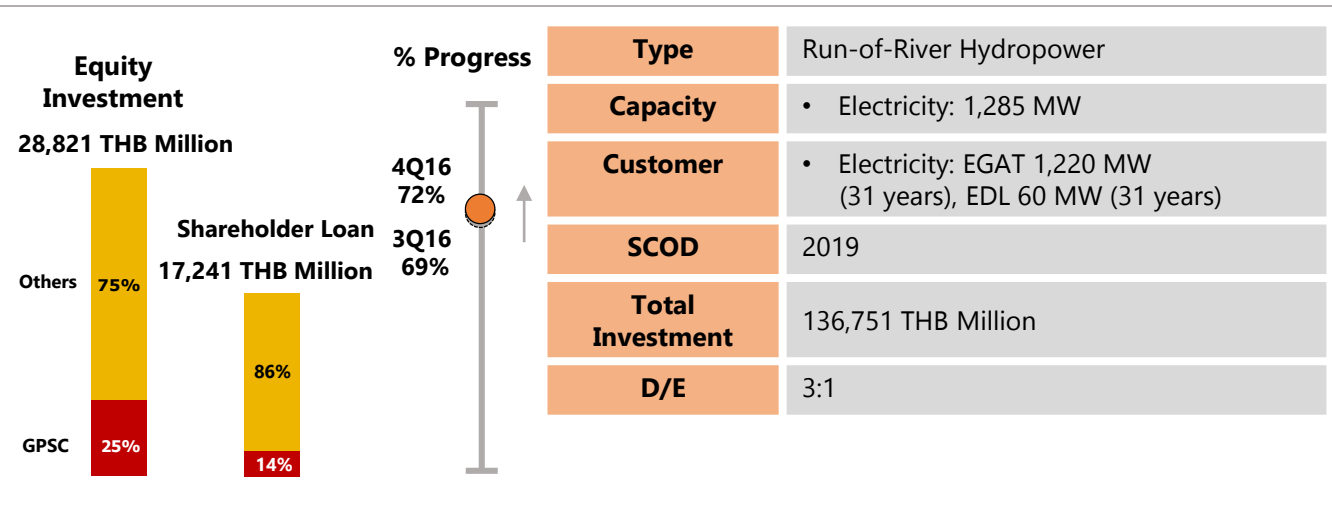 Equity
Investment
28,821 THB Million
Others
75%
GPSC
25%
Shareholder Loan
17,241 THB Million
86%
14%
% Progress
4Q16
72%
3Q16
69%
Type
Run-of-River Hydropower
Capacity
• Electricity: 1,285 MW
Customer
• Electricity: EGAT 1,220 MW
(31 years), EDL 60 MW (31 years)
SCOD
2019
Total
Investment
136,751 THB Million
D/E
3:1